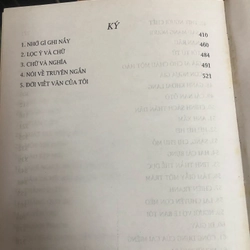 KÝ
1. NHỚ GÌ GHI NẤY 410
2. LỌC Ý VÀ CHỮ 460
3. CHỮ VÀ NGHĨA 484
4. NÓI VỀ TRUYỆN NGẮN 491
5. ĐỜI VIẾT VĂN CỦA TÔI 521